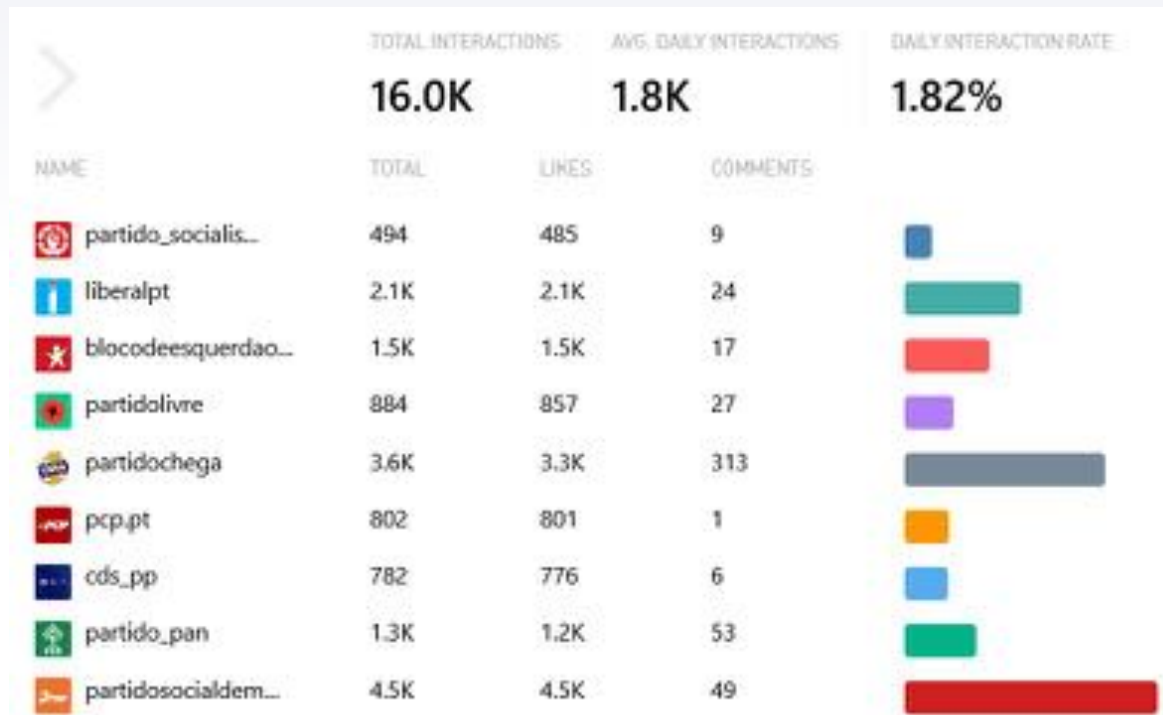 TOTAL INTERACTIONS AVG. DAILY INTERACTIONS DAILY INTERACTION RATE
16.0K 1.8K 1.82%
NAME TOTAL LIKES COMMENTS
partido_socialis... 494 485 9
liberalpt 2.1K 2.1K 24
blocodeesquerdao... 1.5K 1.5K 17
partidolivre 884 857 27
partidochega 3.6K 3.3K 313
PCP pcp.pt 802 801 1
cds_pp 782 776 6
partido_pan 1.3K 1.2K 53
partidosocialdem... 4.5K 4.5K 49